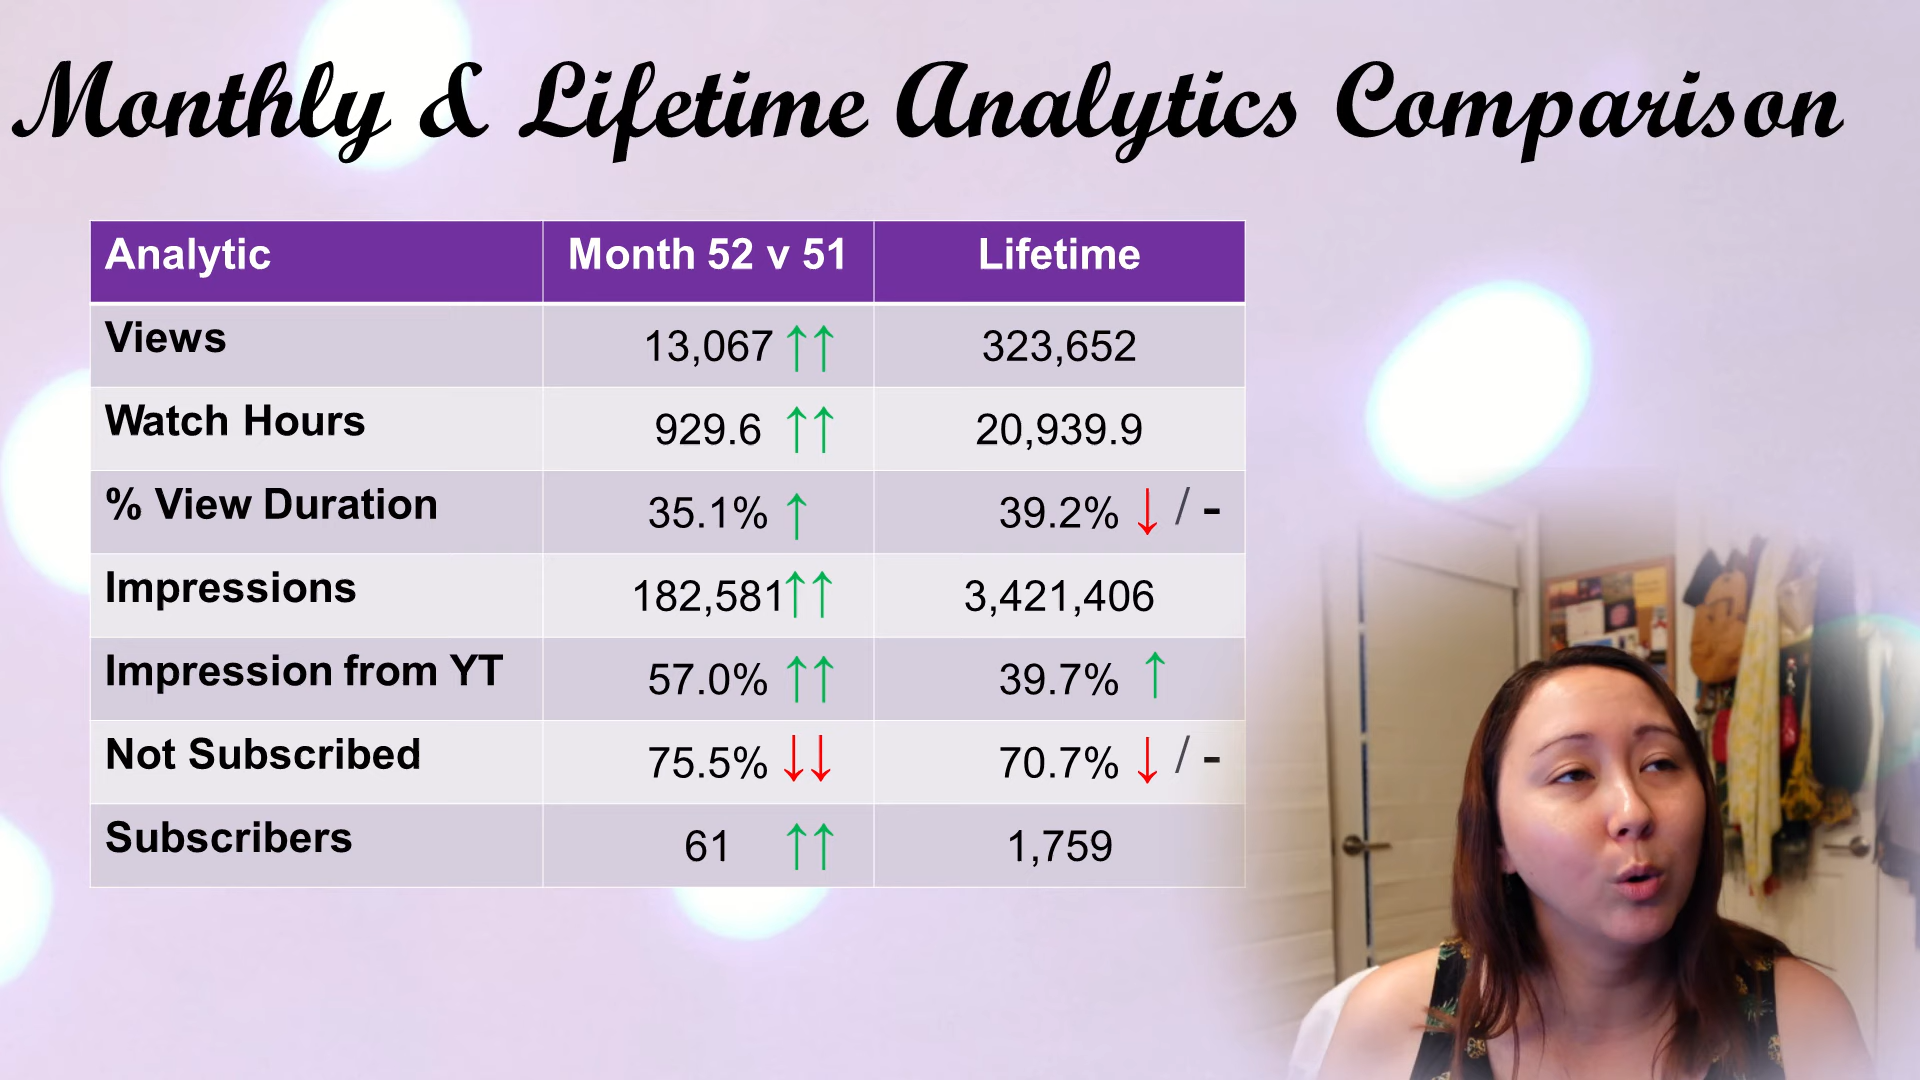 Monthly & Lifetime Analytics Comparison
Analytic Month 52 v 51 Lifetime
Views 13,067 ↑↑ 323,652
Watch Hours 929.6 ↑↑ 20,939.9
% View Duration 35.1% ↑ 39.2% ↓ / -
Impressions 182,581↑↑ 3,421,406
Impression from YT 57.0% ↑↑ 39.7% ↑
Not Subscribed 75.5% ↓↓ 70.7% ↓ / -
Subscribers 61 ↑↑ 1,759